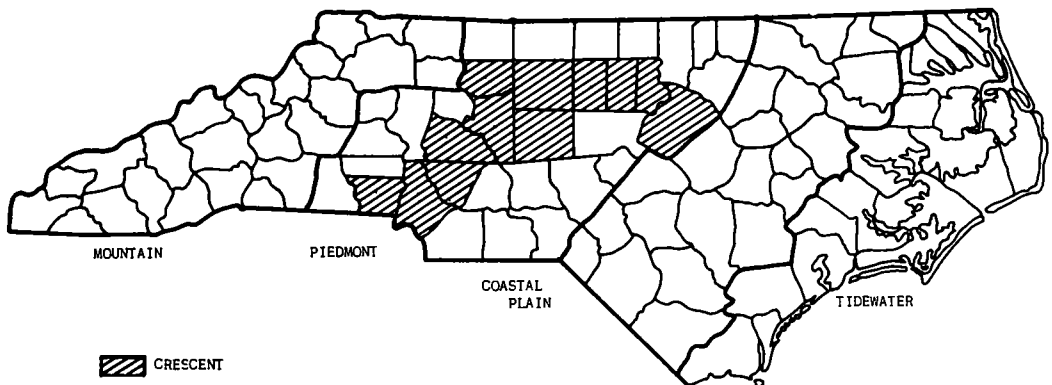 MOUNTAIN
PIEDMONT
COASTAL
PLAIN
TIDEWATER
CRESCENT